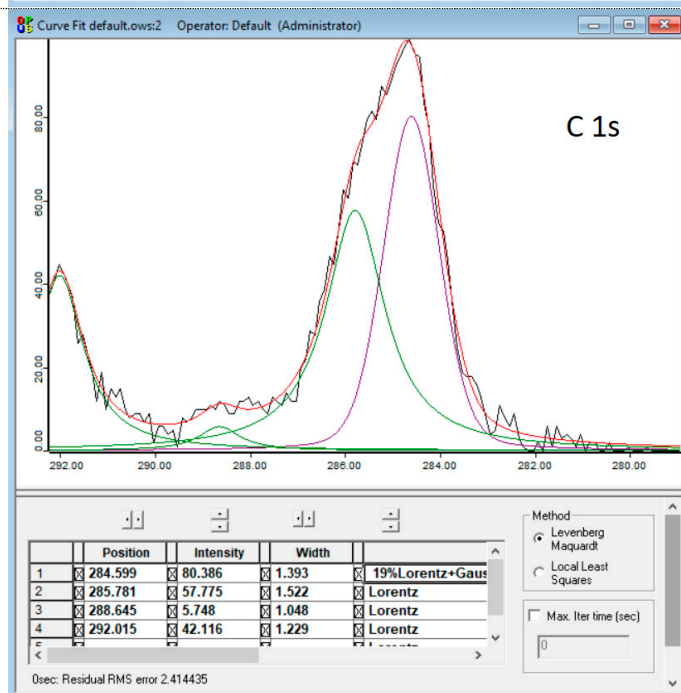 Curve Fit default.ows:2 Operator: Default (Administrator)
C 1s
80.00
60.00
40.00
20.00
0.00
292.00 290.00 288.00 286.00 284.00 282.00 280.00
Position Intensity Width
1 284.599 80.386 1.393 19%Lorentz+Gaus
2 285.781 57.775 1.522 Lorentz
3 288.645 5.748 1.048 Lorentz
4 292.015 42.116 1.229 Lorentz
Method
Levenberg
Maquardt
Local Least
Squares
Max. Iter time (sec)
0
0sec: Residual RMS error 2.414435